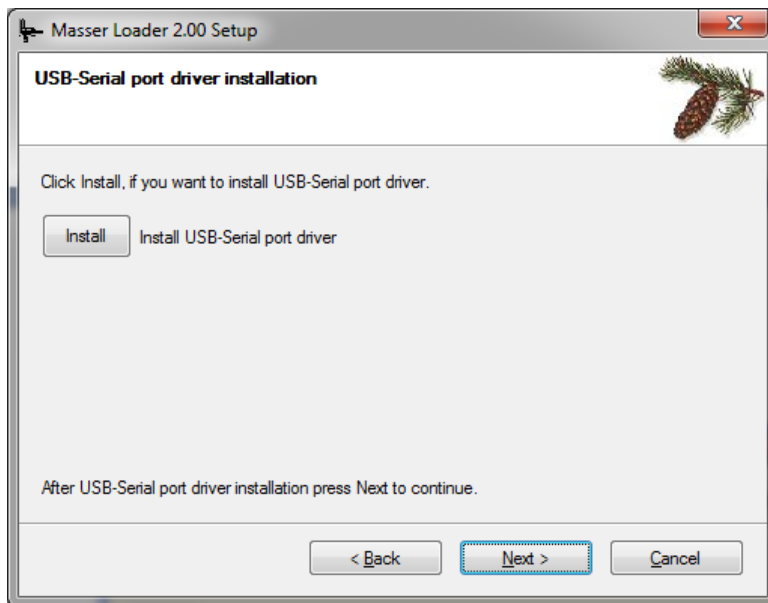 Masser Loader 2.00 Setup
USB-Serial port driver installation
Click Install, if you want to install USB-Serial port driver.
Install Install USB-Serial port driver
After USB-Serial port driver installation press Next to continue.
< Back Next > Cancel